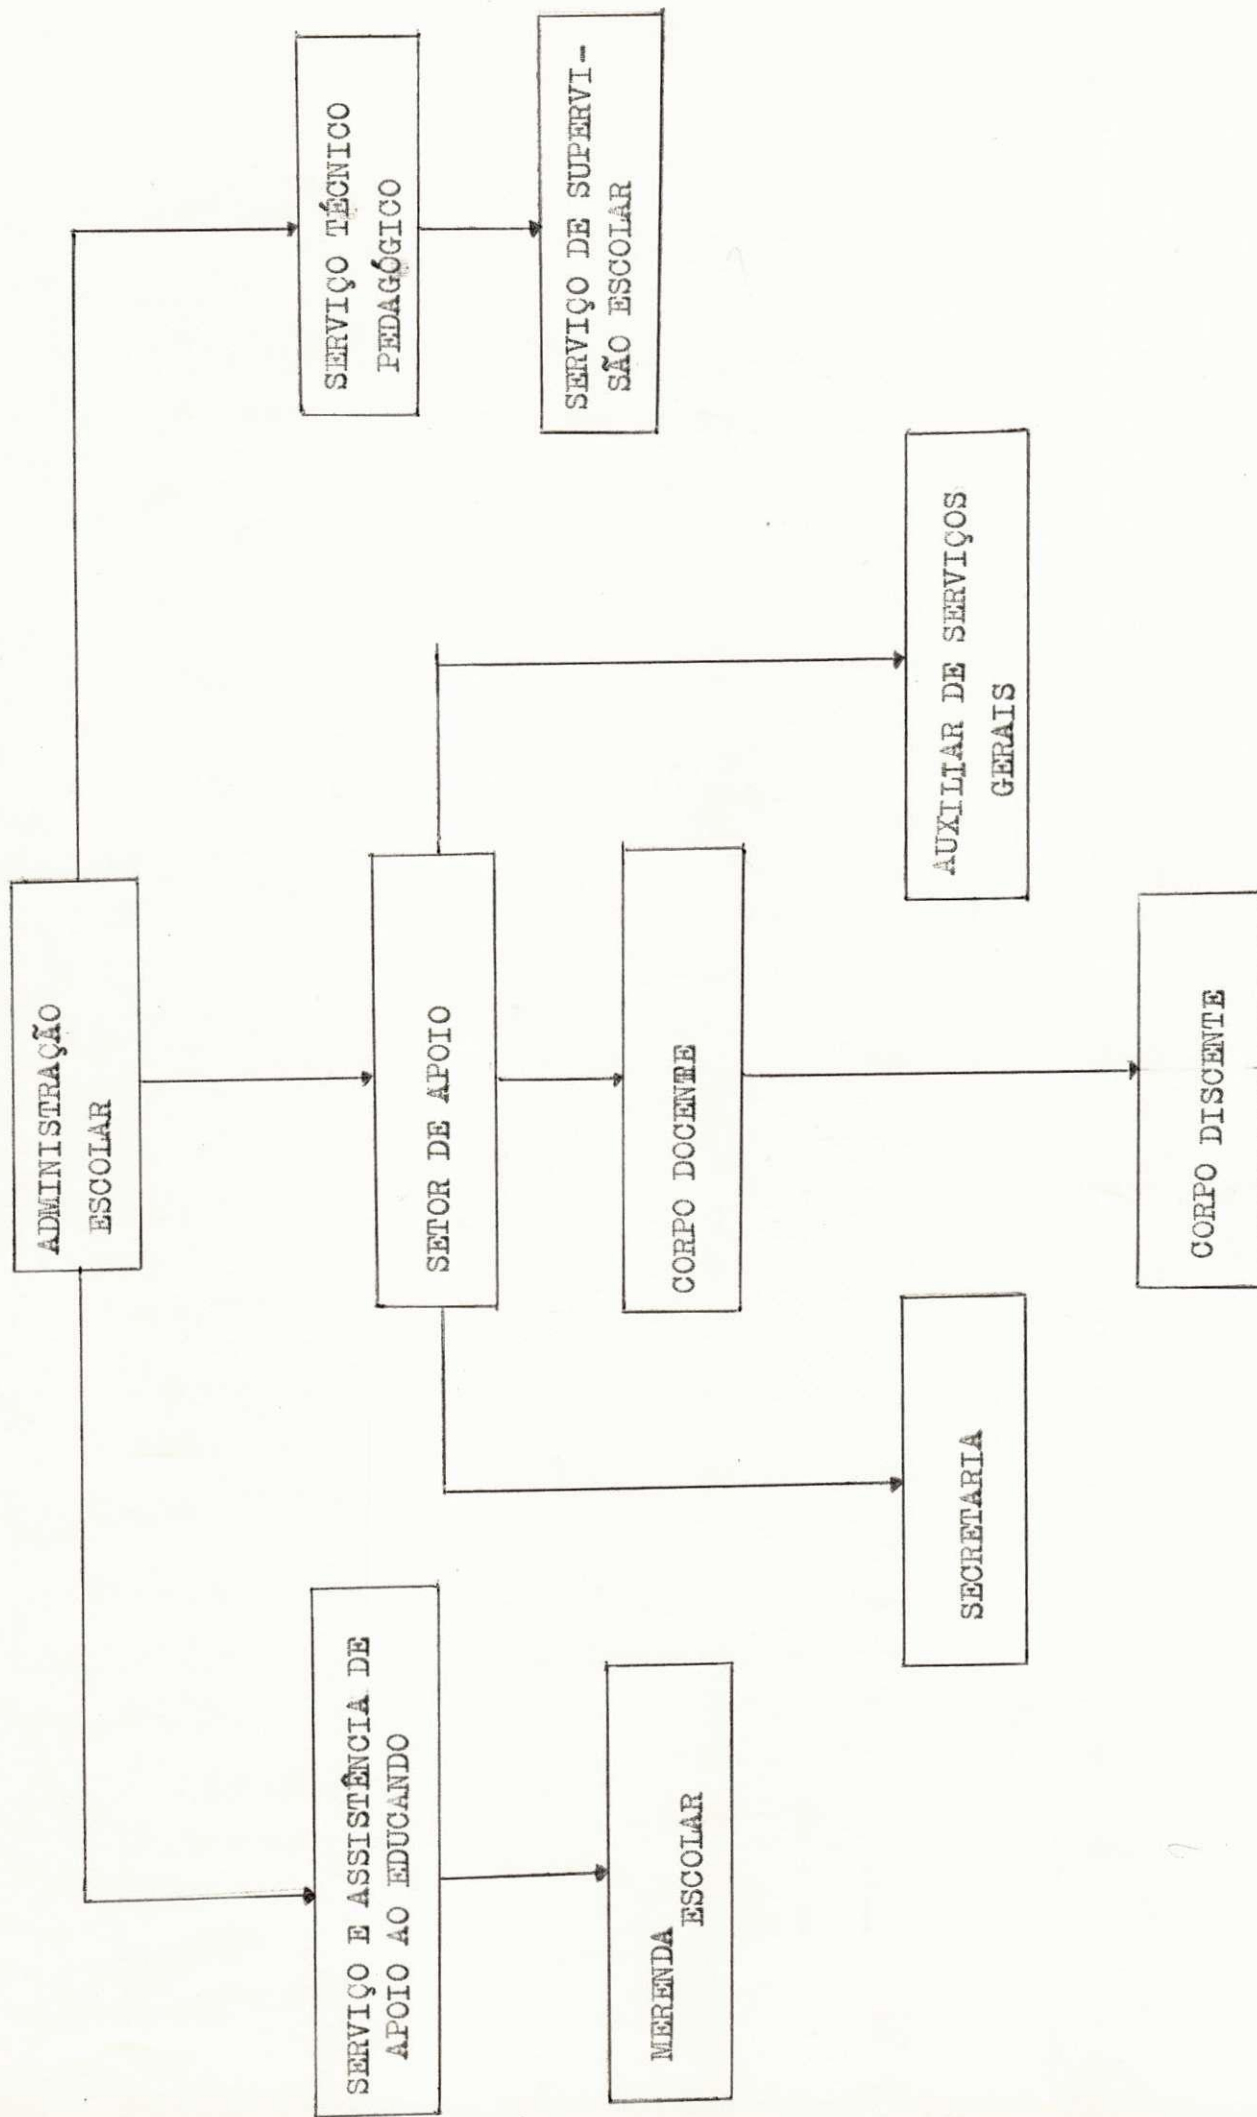 ADMINISTRAÇÃO
ESCOLAR
SERVIÇO E ASSISTÊNCIA DE
APOIO AO EDUCANDO
SETOR DE APOIO
SERVIÇO TÉCNICO
PEDAGÓGICO
MERENDA
ESCOLAR
CORPO DOCENTE
SERVIÇO DE SUPERVI-
SÃO ESCOLAR
SECRETARIA
AUXILIAR DE SERVIÇOS
GERAIS
CORPO DISCENTE